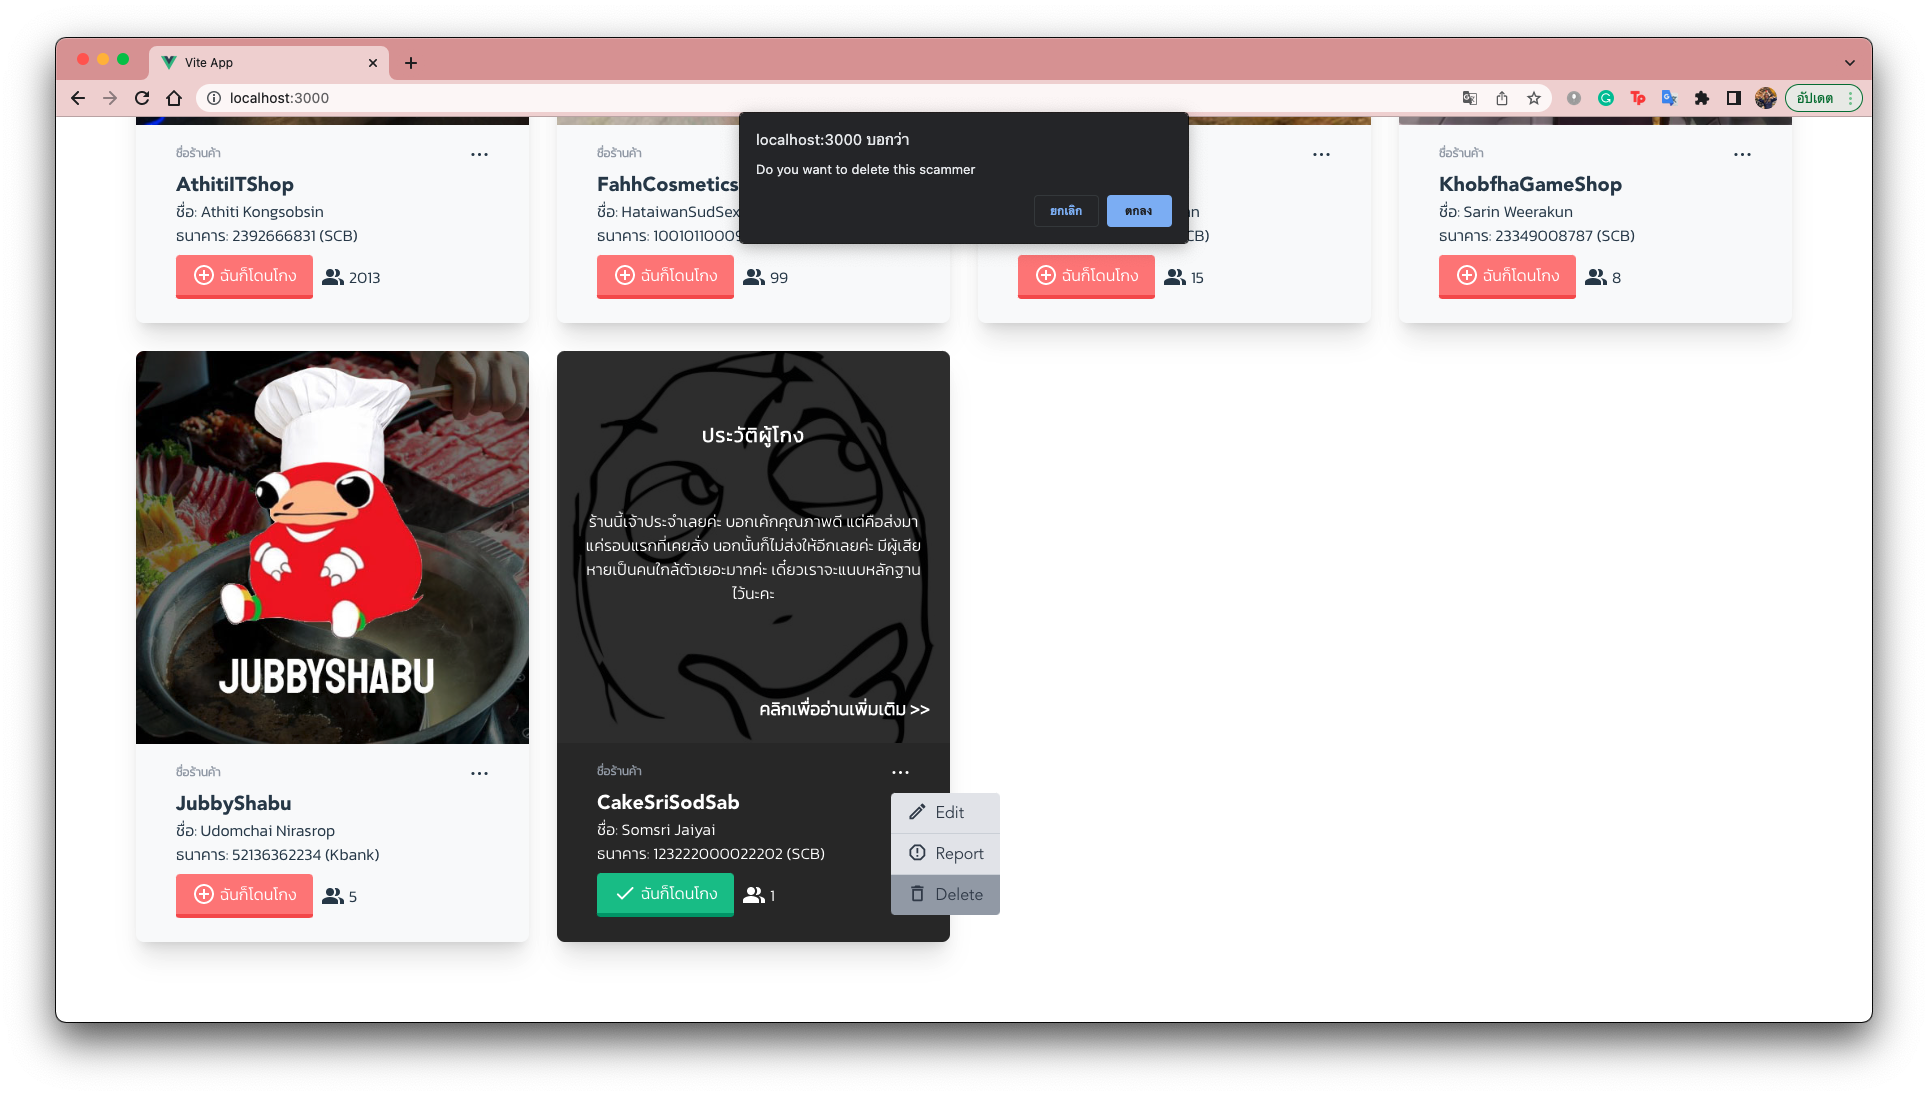 Vite App
localhost:3000
อัปเดต
localhost:3000 บอกว่า
Do you want to delete this scammer
ยกเลิก
ตกลง
ชื่อร้านค้า
AthitiITShop
ชื่อ: Athiti Kongsobsin
ธนาคาร: 2392666831 (SCB)
ฉันก็โดนโกง
2013
ชื่อร้านค้า
FahhCosmetics
ชื่อ: HataiwanSudSex
ธนาคาร: 10010110009
ฉันก็โดนโกง
99
ฉันก็โดนโกง
15
ชื่อร้านค้า
KhobfhaGameShop
ชื่อ: Sarin Weerakun
ธนาคาร: 23349008787 (SCB)
ฉันก็โดนโกง
8
JUBBYSHABU
ชื่อร้านค้า
JubbyShabu
ชื่อ: Udomchai Nirasrop
ธนาคาร: 52136362234 (Kbank)
ฉันก็โดนโกง
5
ประวัติผู้โกง
ร้านนี้เจ้าประจำเลยค่ะ บอกเค้กคุณภาพดี แต่คือส่งมา
แค่รอบแรกที่เคยสั่ง นอกนั้นก็ไม่ส่งให้อีกเลยค่ะ มีผู้เสีย
หายเป็นคนใกล้ตัวเยอะมากค่ะ เดี๋ยวเราจะแนบหลักฐาน
ไว้นะคะ
คลิกเพื่ออ่านเพิ่มเติม >>
ชื่อร้านค้า
CakeSriSodSab
ชื่อ: Somsri Jaiyai
ธนาคาร: 123222000022202 (SCB)
ฉันก็โดนโกง
1
Edit
Report
Delete